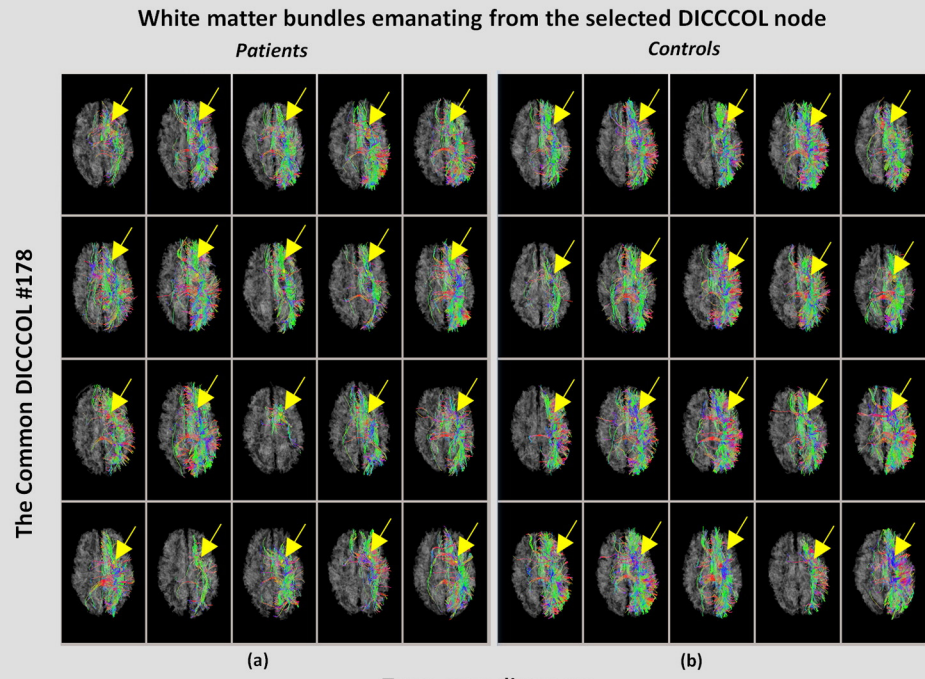 White matter bundles emanating from the selected DICCCOL node
Patients
Controls
The Common DICCCOL #178
(a)
(b)